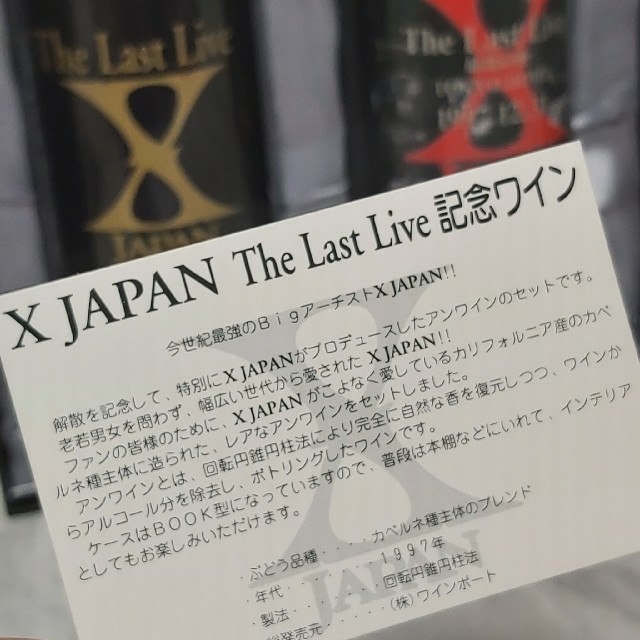 The Last Live
X
JAPAN
The Last Live
X
X JAPAN The Last Live 記念ワイン
今世紀最強のBigアーチストX JAPAN!!
解散を記念して、特別にX JAPANがプロデュースしたアンワインのセットです。
老若男女を問わず、幅広い世代から愛された X JAPAN!!
ファンの皆様のために、X JAPAN がこよなく愛しているカリフォルニア産のカベ
ルネ種主体に造られた、レアなアンワインをセットしました。
アンワインとは、回転円錐円柱法により完全に自然な香を復元しつつ、ワインか
らアルコール分を除去し、ボトリングしたワインです。
ケースはBOOK型になっていますので、普段は本棚などにいれて、インテリア
としてもお楽しみいただけます。
・ぶどう品種・・・・カベルネ種主体のブレンド
・年代・・・・・・・1997年
・製法・・・・・・・回転円錐円柱法
総発売元・・・・・(株)ワインポート
X
JAPAN